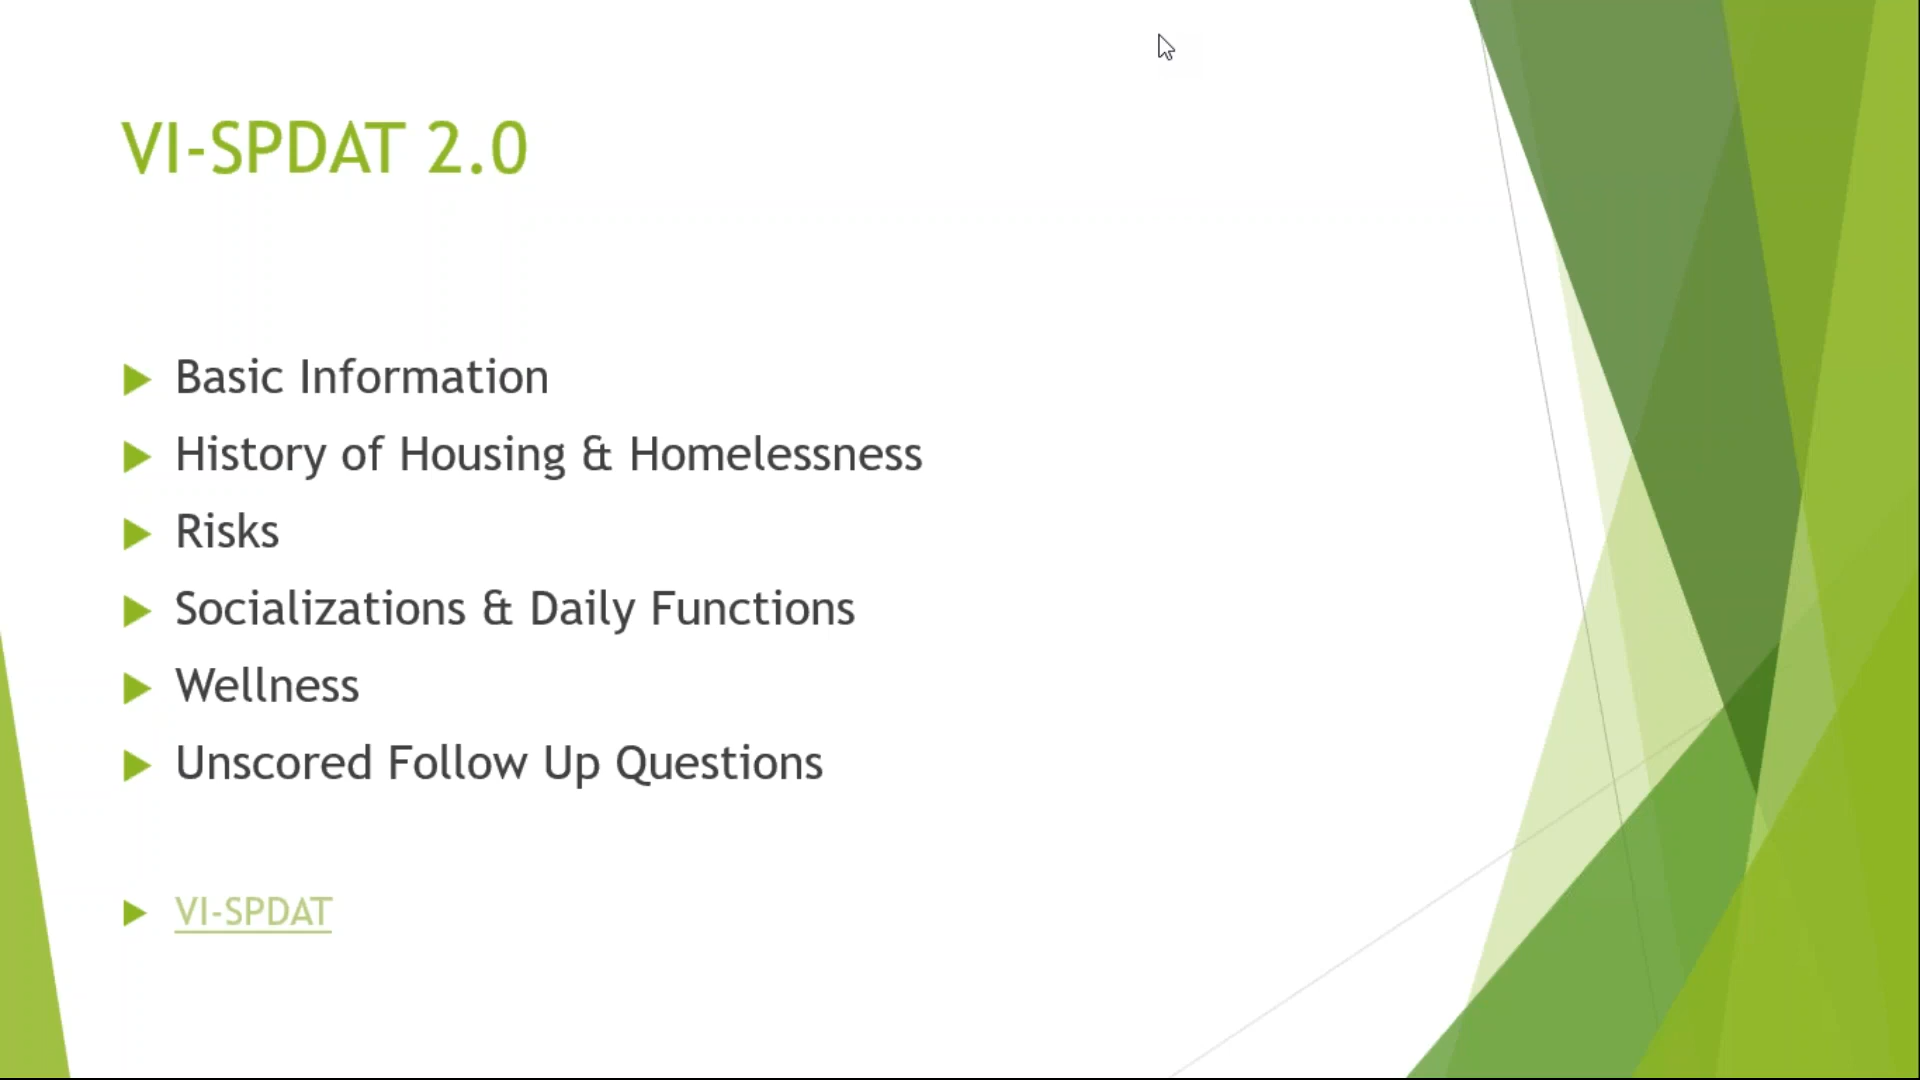 VI-SPDAT 2.0
Basic Information
History of Housing & Homelessness
Risks
Socializations & Daily Functions
Wellness
Unscored Follow Up Questions
VI-SPDAT